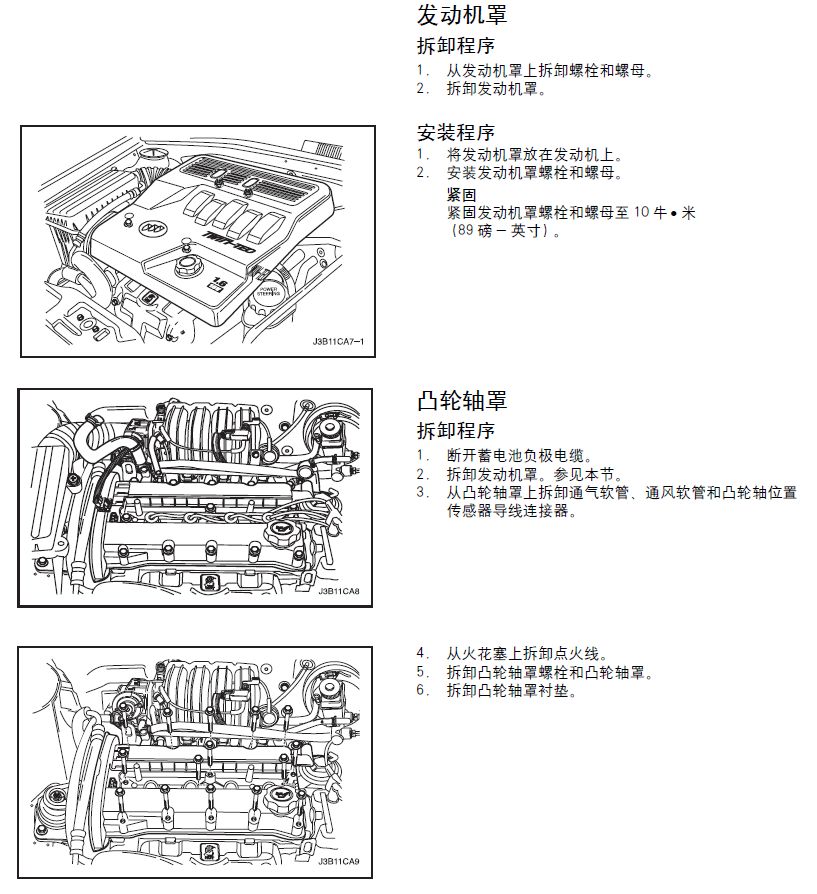 发动机罩
拆卸程序
1. 从发动机罩上拆卸螺栓和螺母。
2. 拆卸发动机罩。
安装程序
1. 将发动机罩放在发动机上。
2. 安装发动机罩螺栓和螺母。
紧固
紧固发动机罩螺栓和螺母至 10 牛•米
(89 磅－英寸)。
TWIN-TEC
1.6
POWER
STEERING
J3B11CA7-1
凸轮轴罩
拆卸程序
1. 断开蓄电池负极电缆。
2. 拆卸发动机罩。参见本节。
3. 从凸轮轴罩上拆卸通气软管、通风软管和凸轮轴位置
传感器导线连接器。
J3B11CA8
4. 从火花塞上拆卸点火线。
5. 拆卸凸轮轴罩螺栓和凸轮轴罩。
6. 拆卸凸轮轴罩衬垫。
J3B11CA9